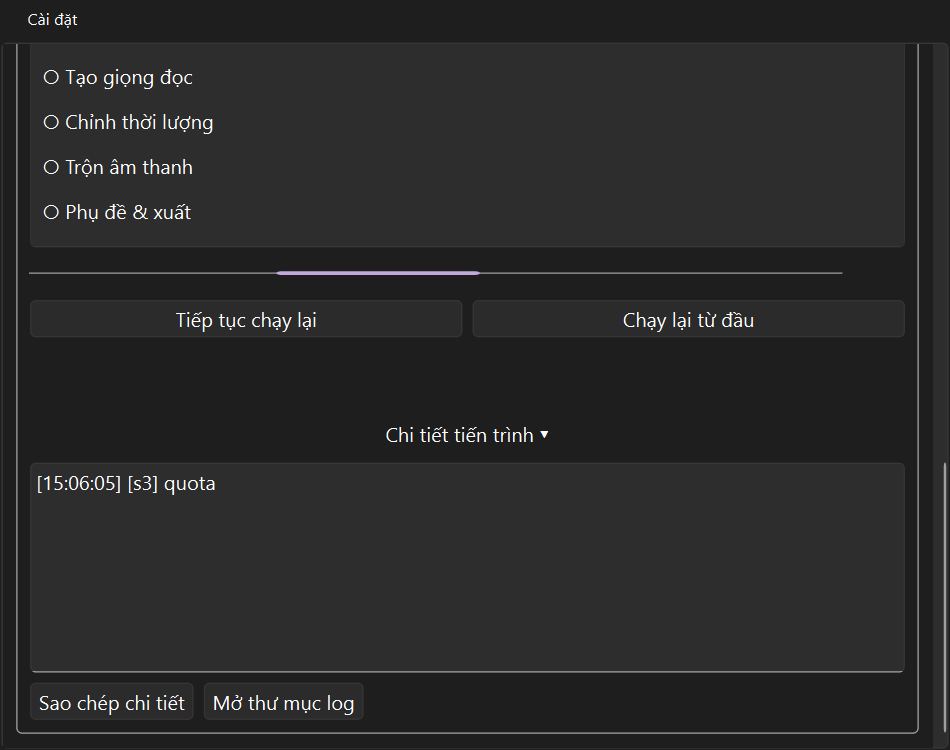 Cài đặt
Tạo giọng đọc
Chỉnh thời lượng
Trộn âm thanh
Phụ đề & xuất
Tiếp tục chạy lại
Chạy lại từ đầu
Chi tiết tiến trình ▾
[15:06:05] [s3] quota
Sao chép chi tiết
Mở thư mục log